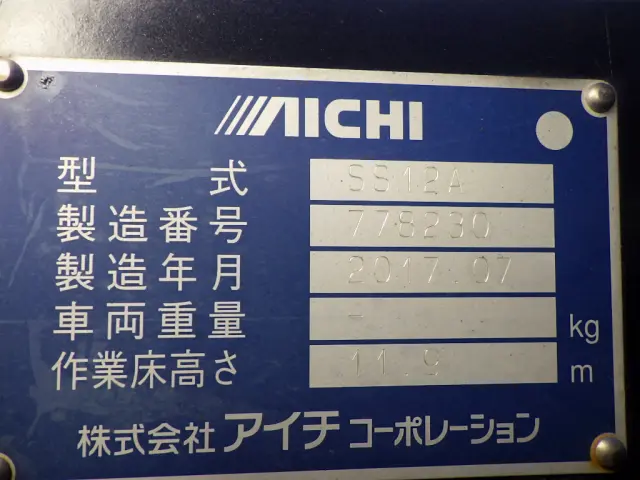 AICHI
型式 SS12A
製造番号 778230
製造年月 2017.07
車両重量 - kg
作業床高さ 11.9 m
株式会社アイチコーポレーション